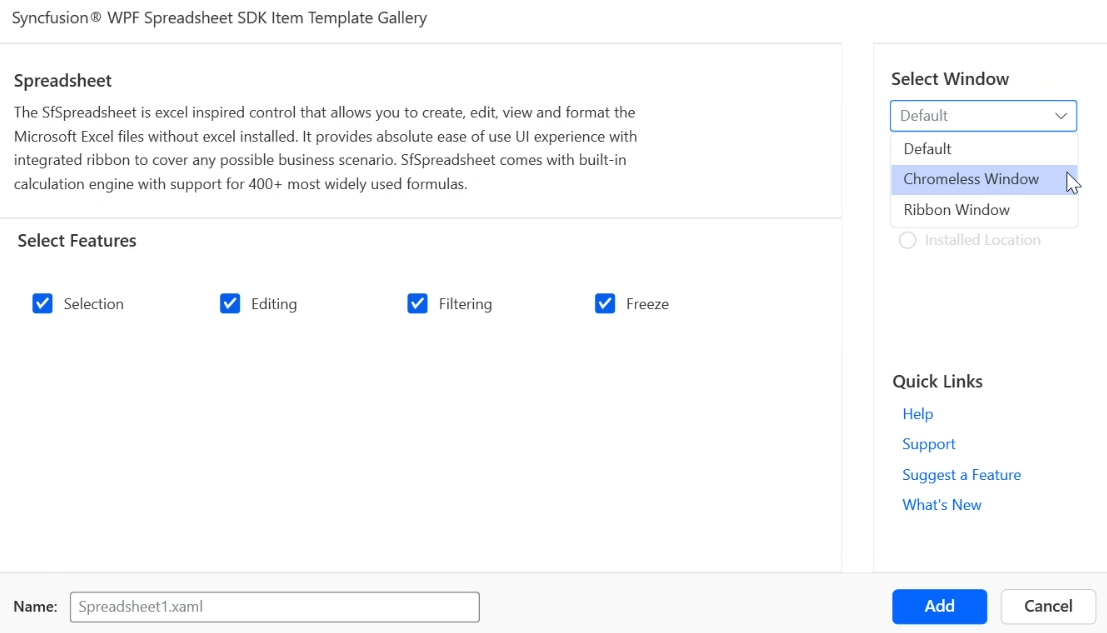 Syncfusion® WPF Spreadsheet SDK Item Template Gallery
Spreadsheet
The SfSpreadsheet is excel inspired control that allows you to create, edit, view and format the
Microsoft Excel files without excel installed. It provides absolute ease of use UI experience with
integrated ribbon to cover any possible business scenario. SfSpreadsheet comes with built-in
calculation engine with support for 400+ most widely used formulas.
Select Features
Selection
Editing
Filtering
Freeze
Select Window
Default
Default
Chromeless Window
Ribbon Window
Installed Location
Quick Links
Help
Support
Suggest a Feature
What's New
Name:
Spreadsheet1.xaml
Add
Cancel